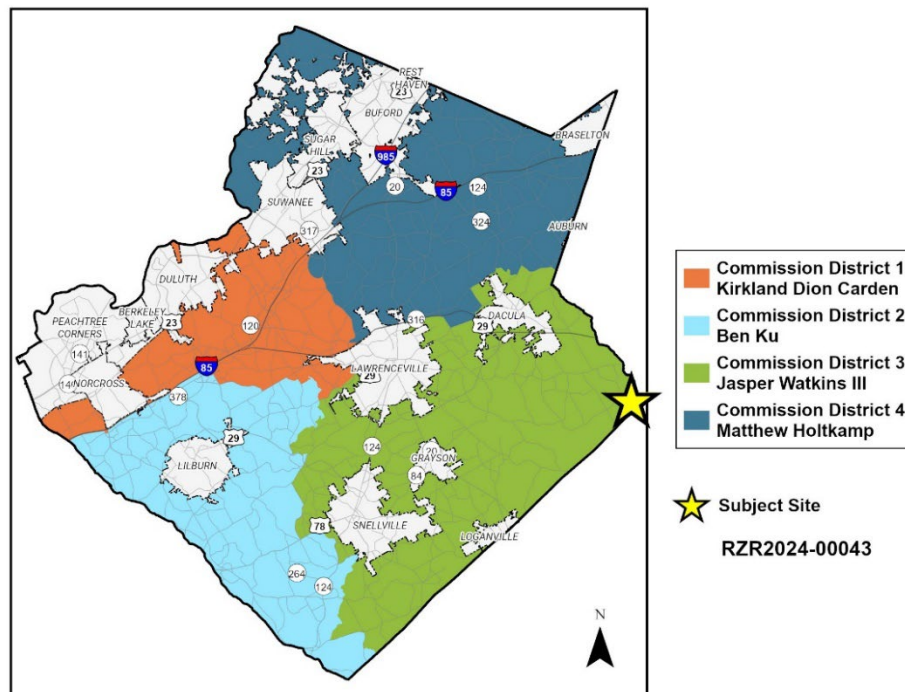 REST
HAVEN
23
BUFORD
BRASELTON
SUGAR
HILL
23
985
20
85
124
SUWANEE
317
324
AUBURN
DULUTH
BERKELEY
LAKE
23
PEACHTREE
CORNERS
141
14
NORCROSS
120
85
316
DACULA
29
LAWRENCEVILLE
29
378
29
LILBURN
124
20
GRAYSON
84
78
SNELLVILLE
LOGANVILLE
264
124
N
Commission District 1
Kirkland Dion Carden
Commission District 2
Ben Ku
Commission District 3
Jasper Watkins III
Commission District 4
Matthew Holtkamp
Subject Site
RZR2024-00043